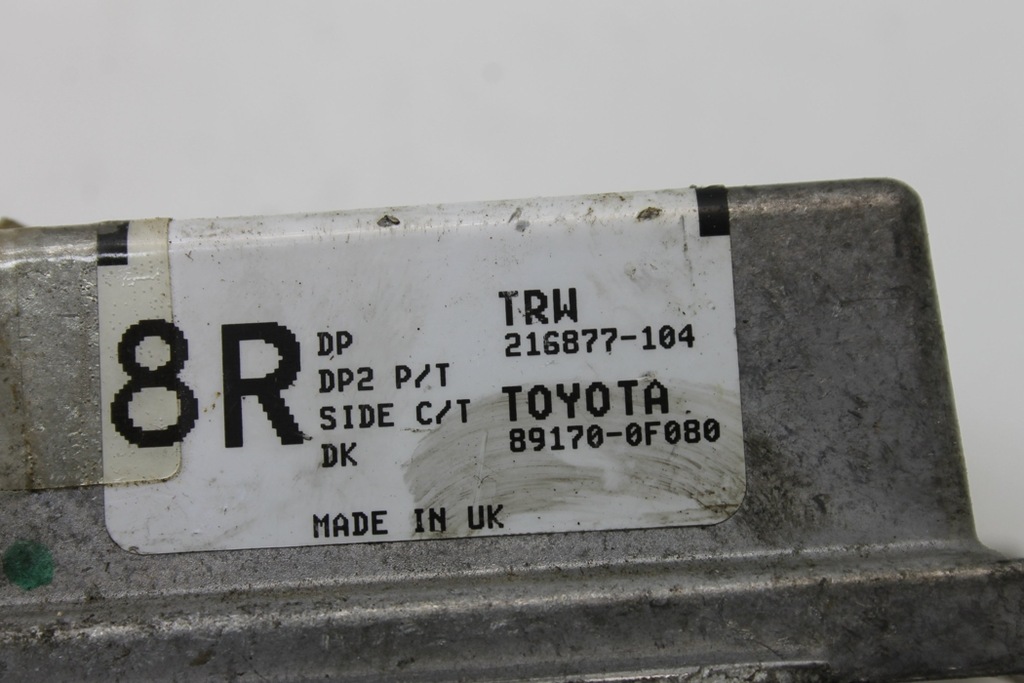 8R
DP
DP2 P/T
SIDE C/T
DK
TRW
216877-104
TOYOTA
89170-0F080
MADE IN UK